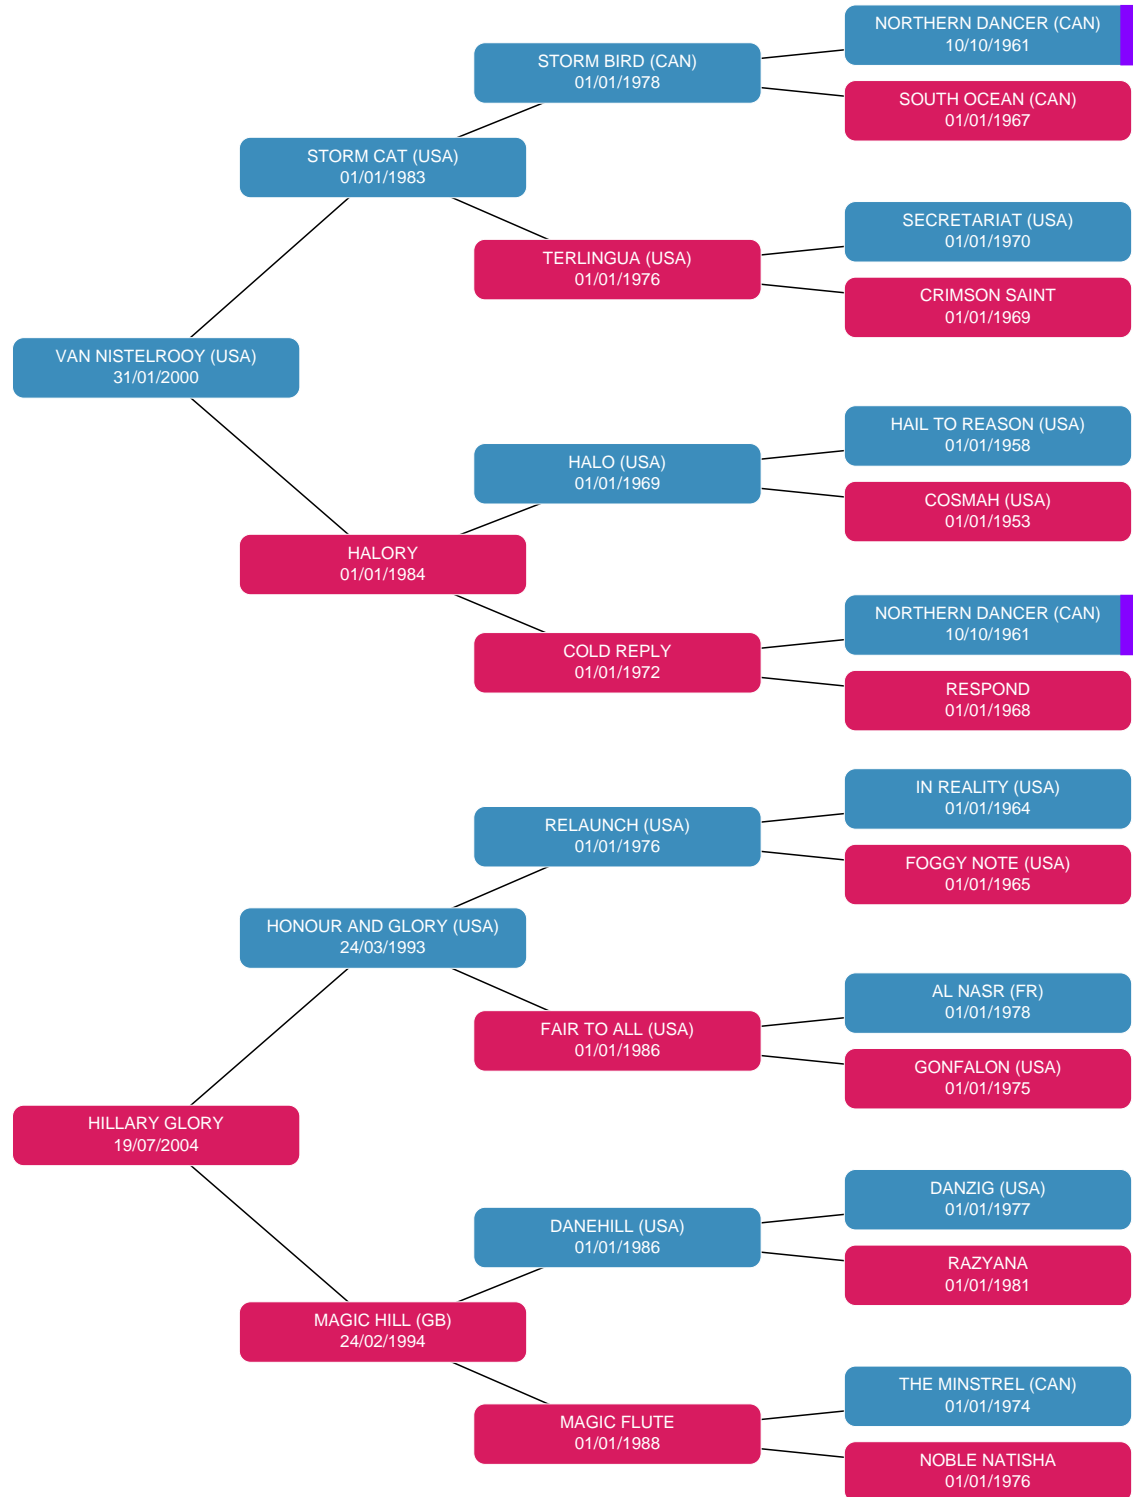 NORTHERN DANCER (CAN)
10/10/1961
STORM BIRD (CAN)
01/01/1978
SOUTH OCEAN (CAN)
01/01/1967
STORM CAT (USA)
01/01/1983
SECRETARIAT (USA)
01/01/1970
TERLINGUA (USA)
01/01/1976
CRIMSON SAINT
01/01/1969
VAN NISTELROOY (USA)
31/01/2000
HAIL TO REASON (USA)
01/01/1958
HALO (USA)
01/01/1969
COSMAH (USA)
01/01/1953
HALORY
01/01/1984
NORTHERN DANCER (CAN)
10/10/1961
COLD REPLY
01/01/1972
RESPOND
01/01/1968
IN REALITY (USA)
01/01/1964
RELAUNCH (USA)
01/01/1976
FOGGY NOTE (USA)
01/01/1965
HONOUR AND GLORY (USA)
24/03/1993
AL NASR (FR)
01/01/1978
FAIR TO ALL (USA)
01/01/1986
GONFALON (USA)
01/01/1975
HILLARY GLORY
19/07/2004
DANZIG (USA)
01/01/1977
DANEHILL (USA)
01/01/1986
RAZYANA
01/01/1981
MAGIC HILL (GB)
24/02/1994
THE MINSTREL (CAN)
01/01/1974
MAGIC FLUTE
01/01/1988
NOBLE NATISHA
01/01/1976